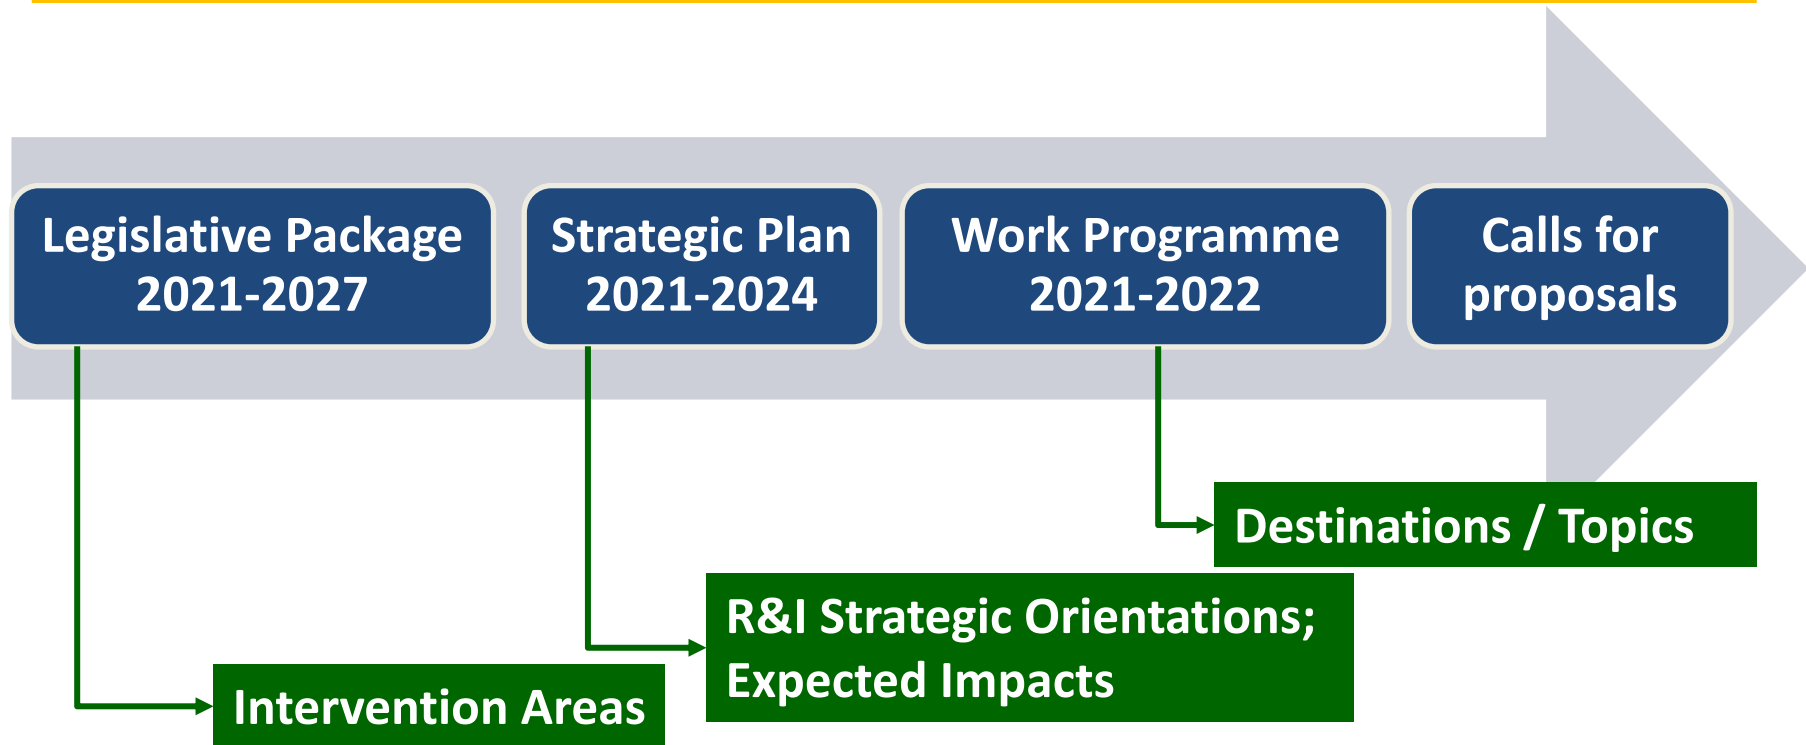 Legislative Package
2021-2027
Strategic Plan
2021-2024
Work Programme
2021-2022
Calls for
proposals
Destinations / Topics
R&I Strategic Orientations;
Expected Impacts
Intervention Areas